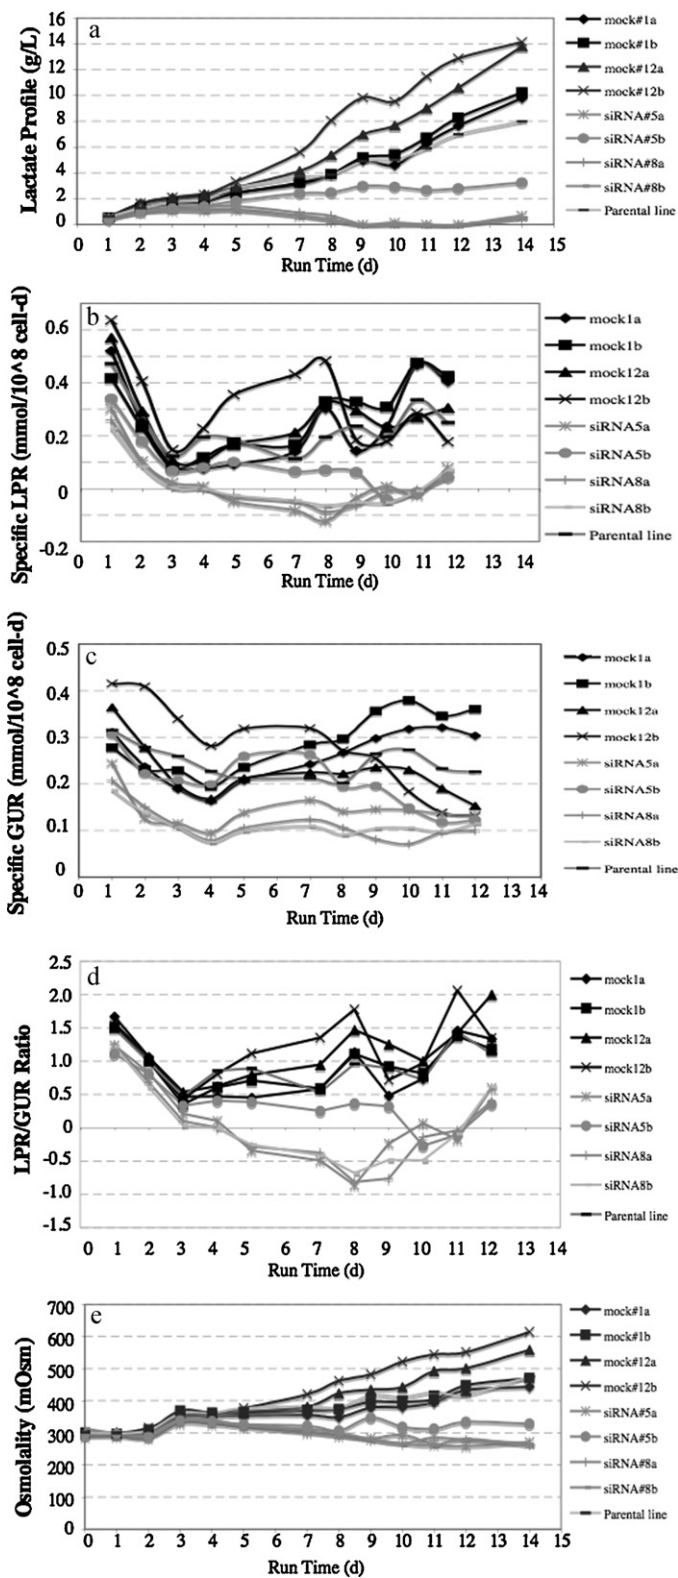 a
Lactate Profile (g/L)
16
14
12
10
8
6
4
2
0
0 1 2 3 4 5 6 7 8 9 10 11 12 13 14 15
Run Time (d)
mock#1a
mock#1b
mock#12a
mock#12b
siRNA#5a
siRNA#5b
siRNA#8a
siRNA#8b
Parental line
b
Specific LPR (mmol/10^8 cell-d)
0.6
0.4
0.2
0
-0.2
0 1 2 3 4 5 6 7 8 9 10 11 12 13 14
Run Time (d)
mock1a
mock1b
mock12a
mock12b
siRNA5a
siRNA5b
siRNA8a
siRNA8b
Parental line
c
Specific GUR (mmol/10^8 cell-d)
0.5
0.4
0.3
0.2
0.1
0
0 1 2 3 4 5 6 7 8 9 10 11 12 13 14
Run Time (d)
mock1a
mock1b
mock12a
mock12b
siRNA5a
siRNA5b
siRNA8a
siRNA8b
Parental line
d
LPR/GUR Ratio
2.5
2.0
1.5
1.0
0.5
0
-0.5
-1.0
-1.5
0 1 2 3 4 5 6 7 8 9 10 11 12 13 14
Run Time (d)
mock1a
mock1b
mock12a
mock12b
siRNA5a
siRNA5b
siRNA8a
siRNA8b
Parental line
e
Osmolality (mOsm)
700
600
500
400
300
200
100
0
0 1 2 3 4 5 6 7 8 9 10 11 12 13 14 15
Run Time (d)
mock#1a
mock#1b
mock#12a
mock#12b
siRNA#5a
siRNA#5b
siRNA#8a
siRNA#8b
Parental line